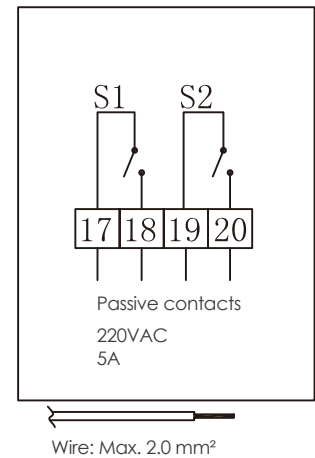 S1 S2
17 18 19 20
Passive contacts
220VAC
5A
Wire: Max. 2.0 mm²